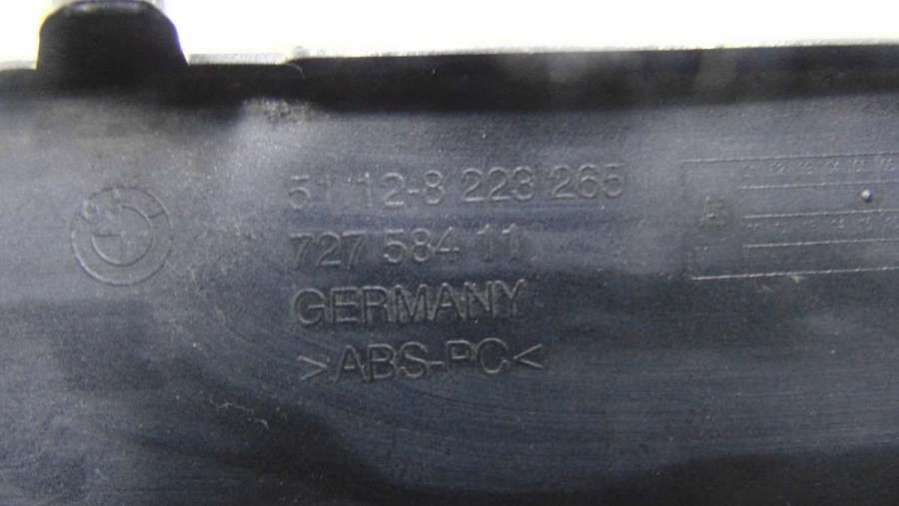 51 12-8 223 265
727 584 11
GERMANY
>ABS-PC<